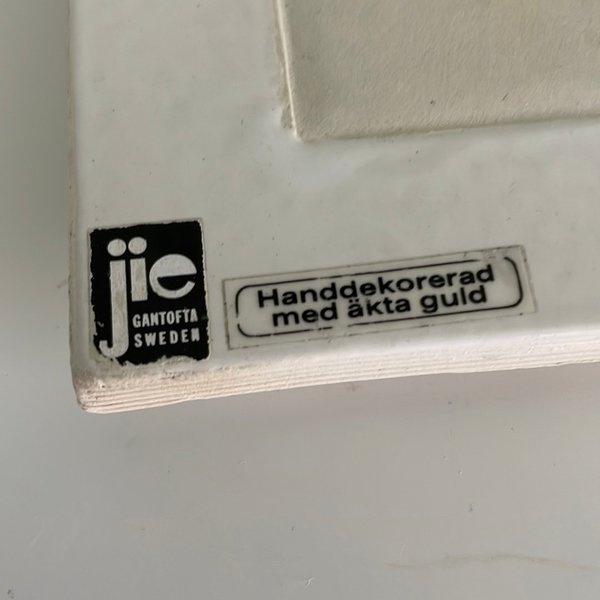 jie
GANTOFTA
SWEDEN
Handdekorerad
med äkta guld